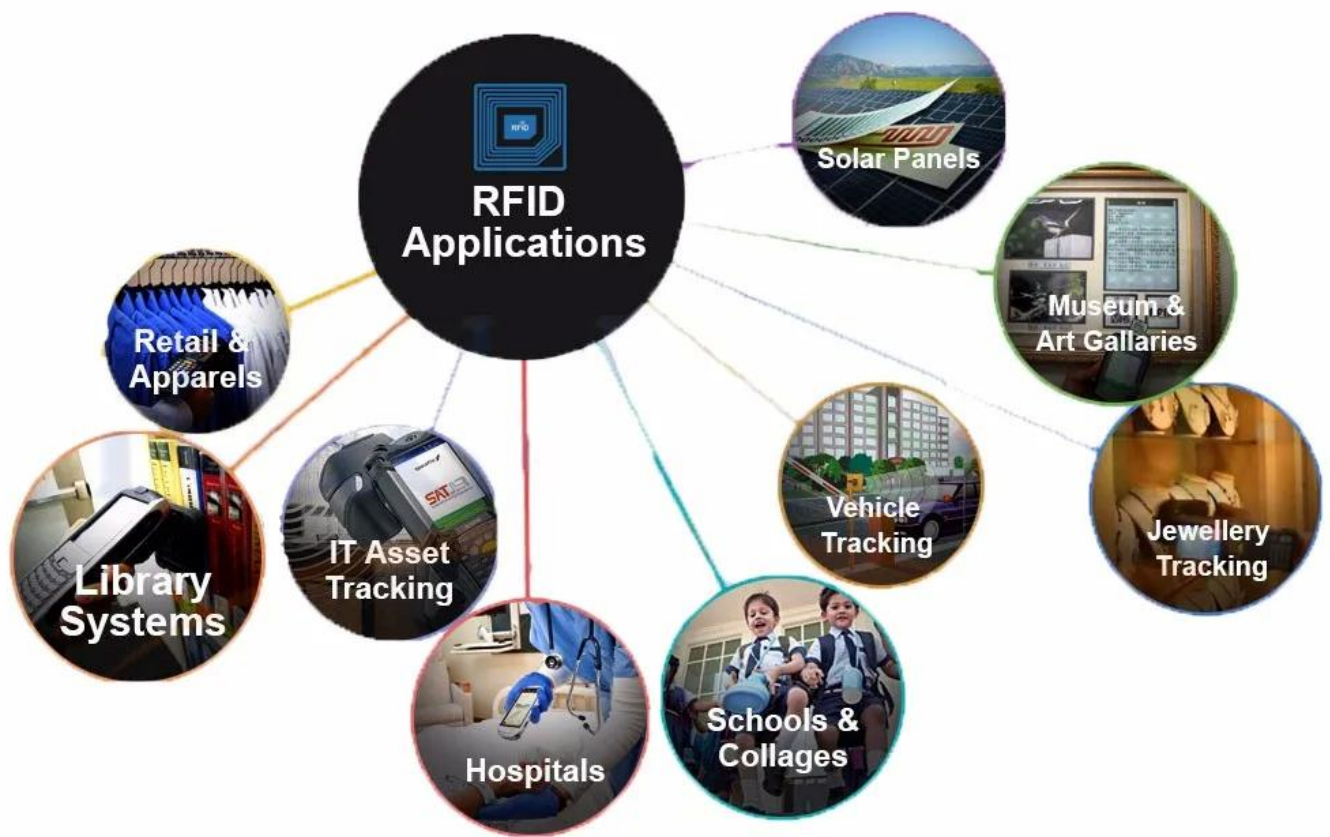 RFID
RFID
Applications
Solar Panels
Museum &
Art Gallaries
Retail &
Apparels
Vehicle
Tracking
Jewellery
Tracking
IT Asset
Tracking
SAT
Library
Systems
Schools &
Collages
Hospitals